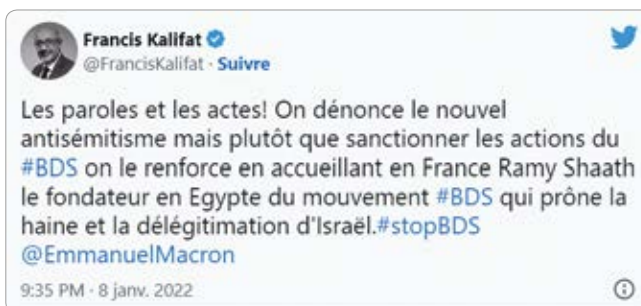 Francis Kalifat
@FrancisKalifat · Suivre
Les paroles et les actes! On dénonce le nouvel
antisémitisme mais plutôt que sanctionner les actions du
#BDS on le renforce en accueillant en France Ramy Shaath
le fondateur en Egypte du mouvement #BDS qui prône la
haine et la délégitimation d'Israël.#stopBDS
@EmmanuelMacron
9:35 PM · 8 janv. 2022